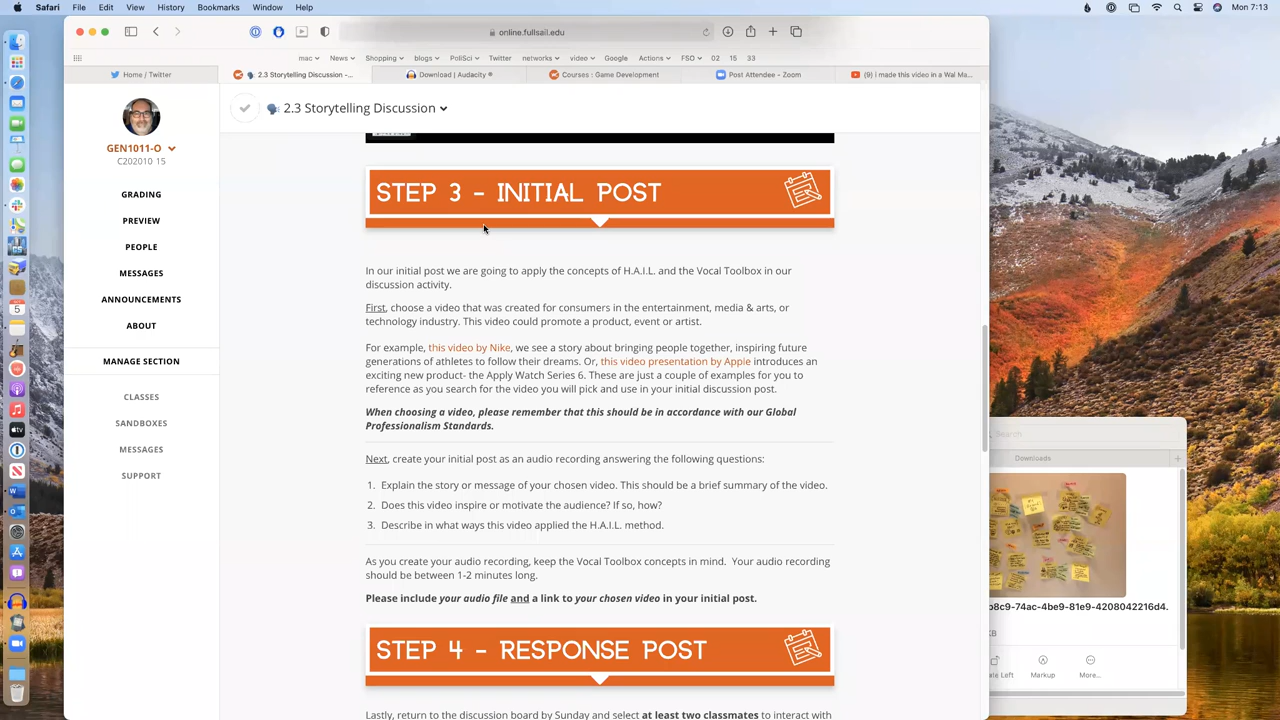 Safari File Edit View History Bookmarks Window Help Mon 7:13
online.fullsail.edu
mac News Shopping blogs PoliSci Twitter networks video Google Actions FSO 02 15 33
Home / Twitter 2.3 Storytelling Discussion -... Download | Audacity ® Courses : Game Development Post Attendee - Zoom (9) i made this video in a Wal Ma...
2.3 Storytelling Discussion
GEN1011-O
C202010 15
GRADING
PREVIEW
PEOPLE
MESSAGES
ANNOUNCEMENTS
ABOUT
MANAGE SECTION
CLASSES
SANDBOXES
MESSAGES
SUPPORT
STEP 3 - INITIAL POST
In our initial post we are going to apply the concepts of H.A.I.L. and the Vocal Toolbox in our
discussion activity.
First, choose a video that was created for consumers in the entertainment, media & arts, or
technology industry. This video could promote a product, event or artist.
For example, this video by Nike, we see a story about bringing people together, inspiring future
generations of athletes to follow their dreams. Or, this video presentation by Apple introduces an
exciting new product- the Apple Watch Series 6. These are just a couple of examples for you to
reference as you search for the video you will pick and use in your initial discussion post.
When choosing a video, please remember that this should be in accordance with our Global
Professionalism Standards.
Next, create your initial post as an audio recording answering the following questions:
1. Explain the story or message of your chosen video. This should be a brief summary of the video.
2. Does this video inspire or motivate the audience? If so, how?
3. Describe in what ways this video applied the H.A.I.L. method.
As you create your audio recording, keep the Vocal Toolbox concepts in mind. Your audio recording
should be between 1-2 minutes long.
Please include your audio file and a link to your chosen video in your initial post.
STEP 4 - RESPONSE POST
Lastly, return to the discussion board by Sunday and select at least two classmates to interact with
Search
Downloads
b8c9-74ac-4be9-81e9-4208042216d4.
KB
ate Left Markup More...